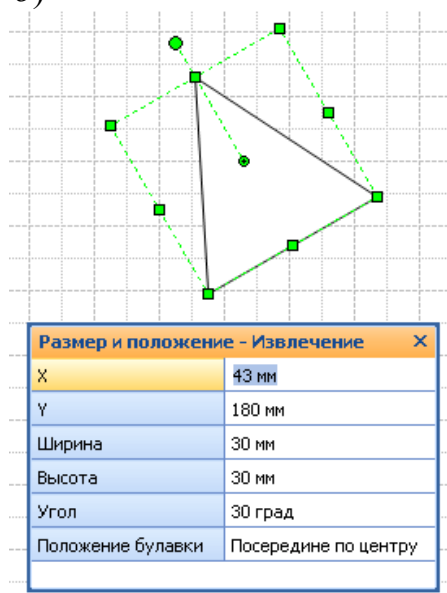 Размер и положение - Извлечение ×
X 43 мм
Y 180 мм
Ширина 30 мм
Высота 30 мм
Угол 30 град
Положение булавки Посередине по центру